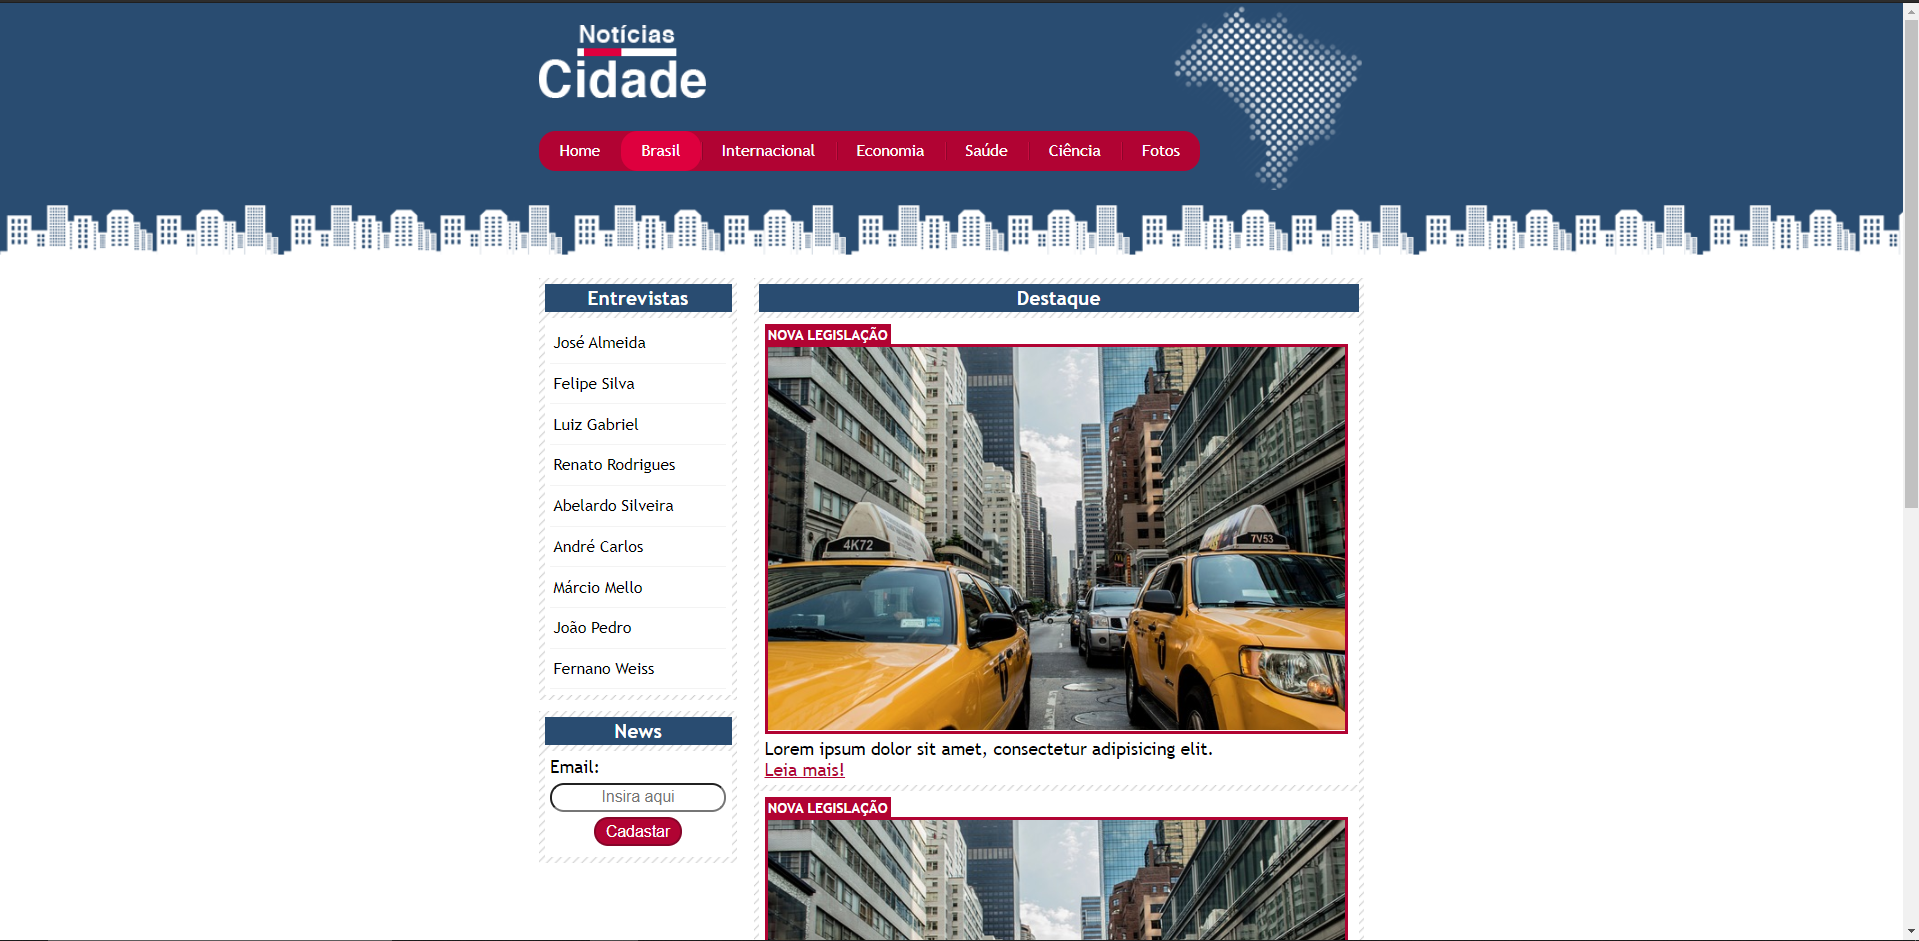 Notícias
Cidade
Home Brasil Internacional Economia Saúde Ciência Fotos
Entrevistas
José Almeida
Felipe Silva
Luiz Gabriel
Renato Rodrigues
Abelardo Silveira
André Carlos
Márcio Mello
João Pedro
Fernano Weiss
News
Email:
Insira aqui
Cadastar
Destaque
NOVA LEGISLAÇÃO
4K72
7V53
Lorem ipsum dolor sit amet, consectetur adipisicing elit.
Leia mais!
NOVA LEGISLAÇÃO